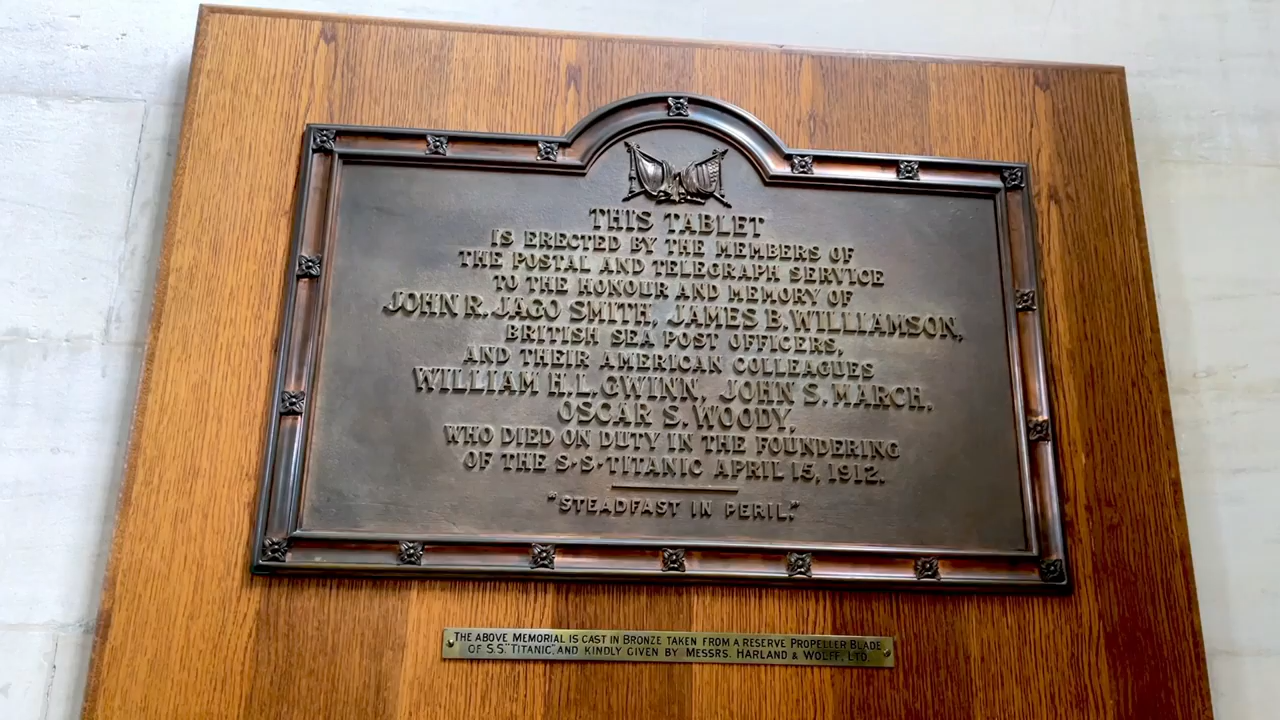 THIS TABLET
IS ERECTED BY THE MEMBERS OF
THE POSTAL AND TELEGRAPH SERVICE
TO THE HONOUR AND MEMORY OF
JOHN R. JAGO SMITH, JAMES B. WILLIAMSON,
BRITISH SEA POST OFFICERS,
AND THEIR AMERICAN COLLEAGUES
WILLIAM H. L. GWINN, JOHN S. MARCH,
OSCAR S. WOODY,
WHO DIED ON DUTY IN THE FOUNDERING
OF THE S·S·TITANIC APRIL 15, 1912.
"STEADFAST IN PERIL."
THE ABOVE MEMORIAL IS CAST IN BRONZE TAKEN FROM A RESERVE PROPELLER BLADE
OF S.S. "TITANIC", AND KINDLY GIVEN BY MESSRS. HARLAND & WOLFF, LTD.